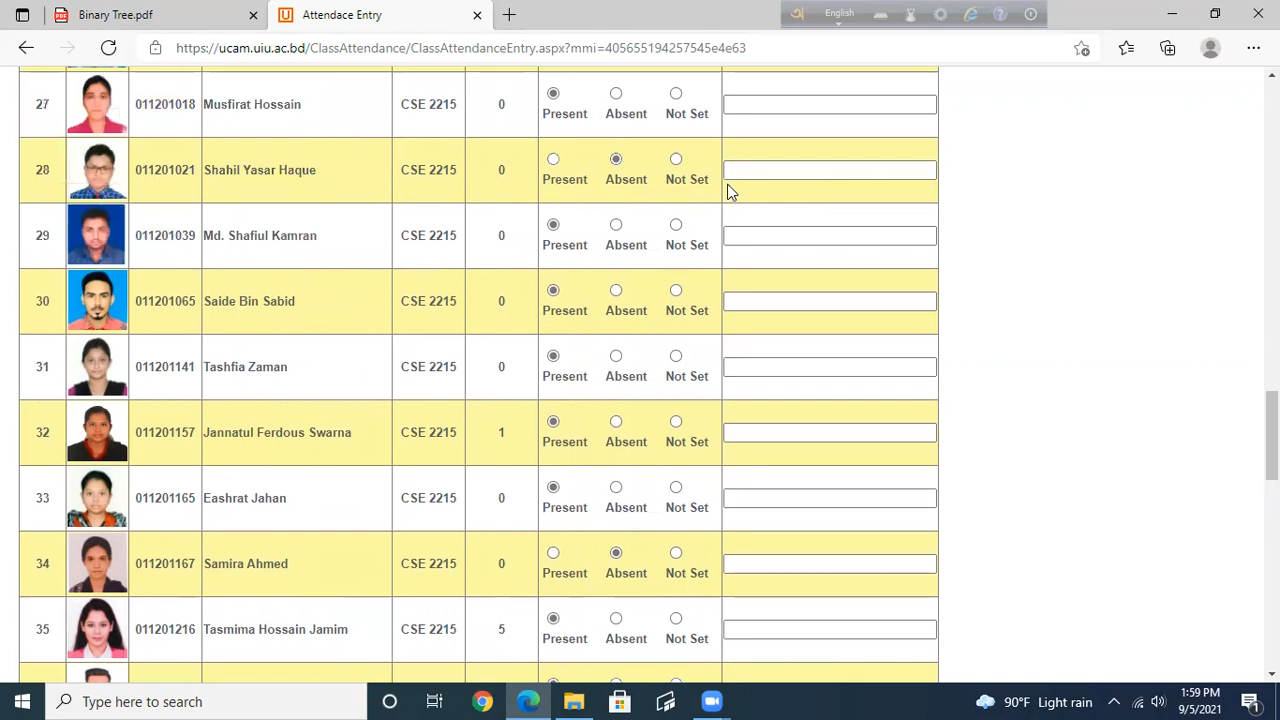 Binary Tree.pdf
Attendace Entry
English
https://ucam.uiu.ac.bd/ClassAttendance/ClassAttendanceEntry.aspx?mmi=405655194257545e4e63
27 011201018 Musfirat Hossain CSE 2215 0 Present Absent Not Set
28 011201021 Shahil Yasar Haque CSE 2215 0 Present Absent Not Set
29 011201039 Md. Shafiul Kamran CSE 2215 0 Present Absent Not Set
30 011201065 Saide Bin Sabid CSE 2215 0 Present Absent Not Set
31 011201141 Tashfia Zaman CSE 2215 0 Present Absent Not Set
32 011201157 Jannatul Ferdous Swarna CSE 2215 1 Present Absent Not Set
33 011201165 Eashrat Jahan CSE 2215 0 Present Absent Not Set
34 011201167 Samira Ahmed CSE 2215 0 Present Absent Not Set
35 011201216 Tasmima Hossain Jamim CSE 2215 5 Present Absent Not Set
Type here to search
90°F Light rain
1:59 PM
9/5/2021